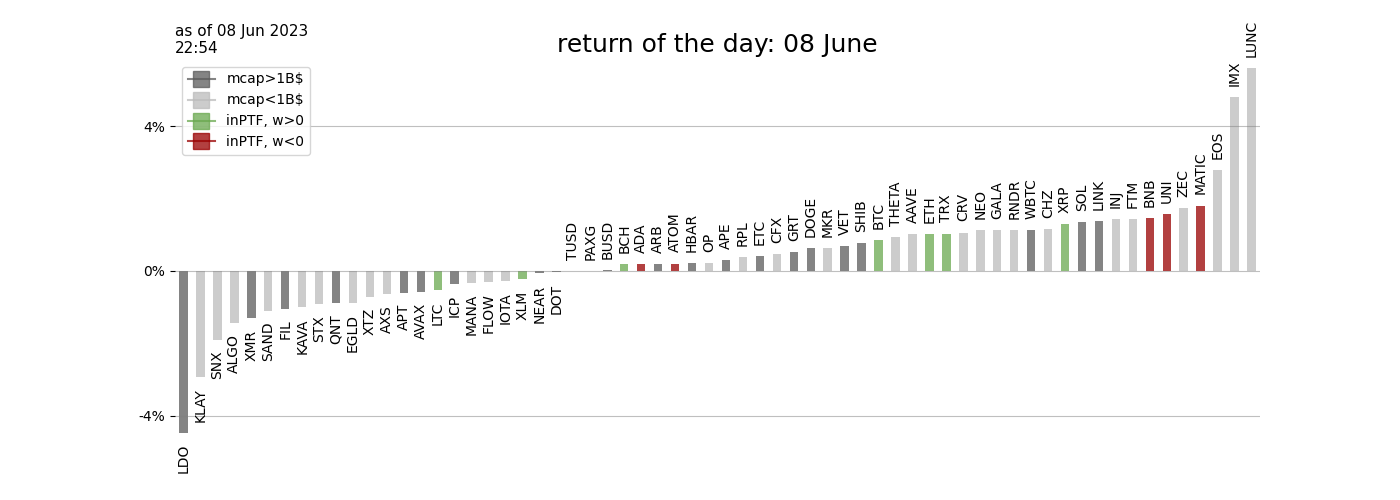 as of 08 Jun 2023
22:54
return of the day: 08 June
mcap>1B$
mcap<1B$
inPTF, w>0
inPTF, w<0
4%
0%
-4%
LDO
KLAY
SNX
ALGO
XMR
SAND
FIL
KAVA
STX
QNT
EGLD
XTZ
AXS
APT
AVAX
LTC
ICP
MANA
FLOW
IOTA
XLM
NEAR
DOT
TUSD
PAXG
BUSD
BCH
ADA
ARB
ATOM
HBAR
OP
APE
RPL
ETC
CFX
GRT
DOGE
MKR
VET
SHIB
BTC
THETA
AAVE
ETH
TRX
CRV
NEO
GALA
RNDR
WBTC
CHZ
XRP
SOL
LINK
INJ
FTM
BNB
UNI
ZEC
MATIC
EOS
IMX
LUNC